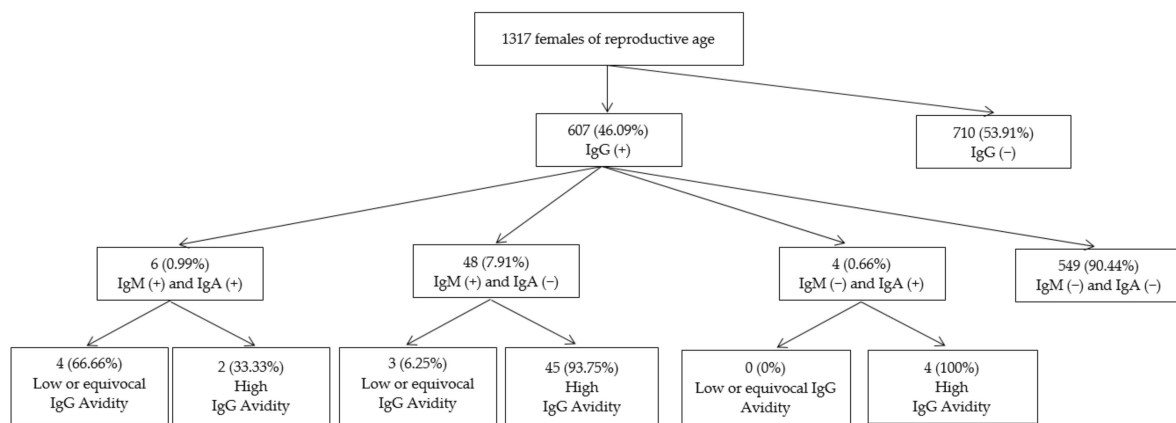 1317 females of reproductive age
607 (46.09%)
IgG (+)
710 (53.91%)
IgG (−)
6 (0.99%)
IgM (+) and IgA (+)
48 (7.91%)
IgM (+) and IgA (−)
4 (0.66%)
IgM (−) and IgA (+)
549 (90.44%)
IgM (−) and IgA (−)
4 (66.66%)
Low or equivocal
IgG Avidity
2 (33.33%)
High
IgG Avidity
3 (6.25%)
Low or equivocal
IgG Avidity
45 (93.75%)
High
IgG Avidity
0 (0%)
Low or equivocal IgG
Avidity
4 (100%)
High
IgG Avidity